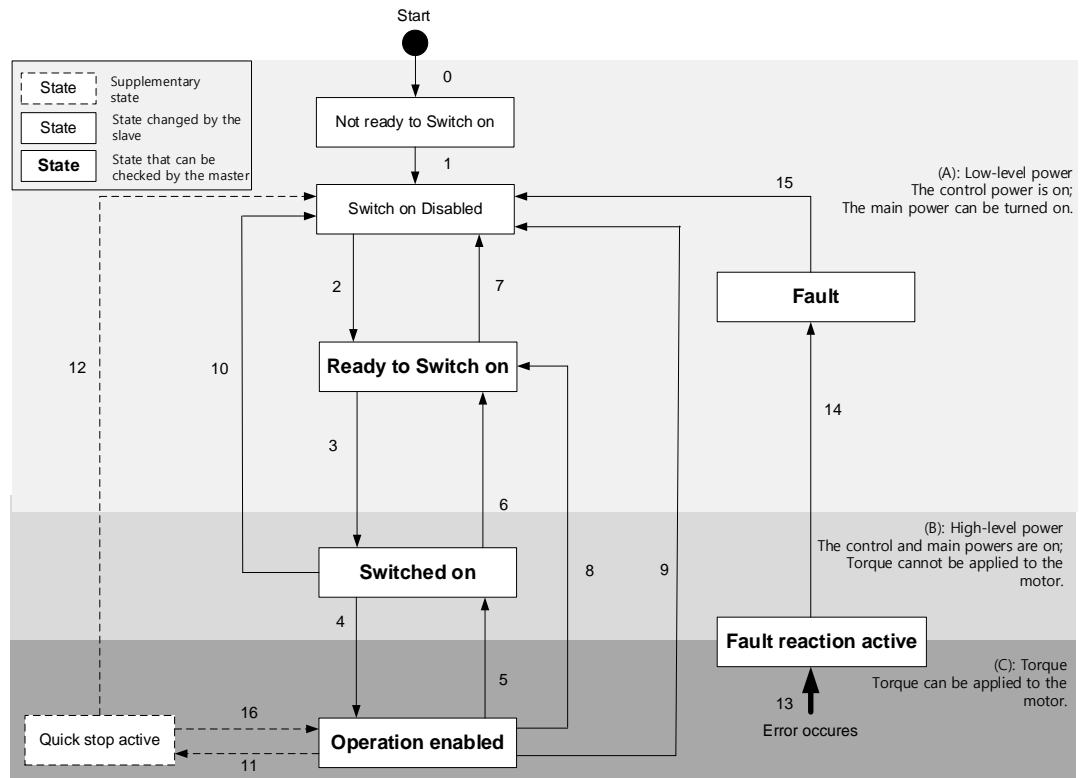 Start
0
State
Supplementary
state
State
State changed by the
slave
State
State that can be
checked by the master
Not ready to Switch on
1
(A): Low-level power
The control power is on;
The main power can be turned on.
15
Switch on Disabled
2
7
Fault
12
10
Ready to Switch on
14
3
6
(B): High-level power
The control and main powers are on;
Torque cannot be applied to the
motor.
Switched on
8
9
4
Fault reaction active
(C): Torque
Torque can be applied to the
motor.
5
13
Error occures
16
Quick stop active
Operation enabled
11